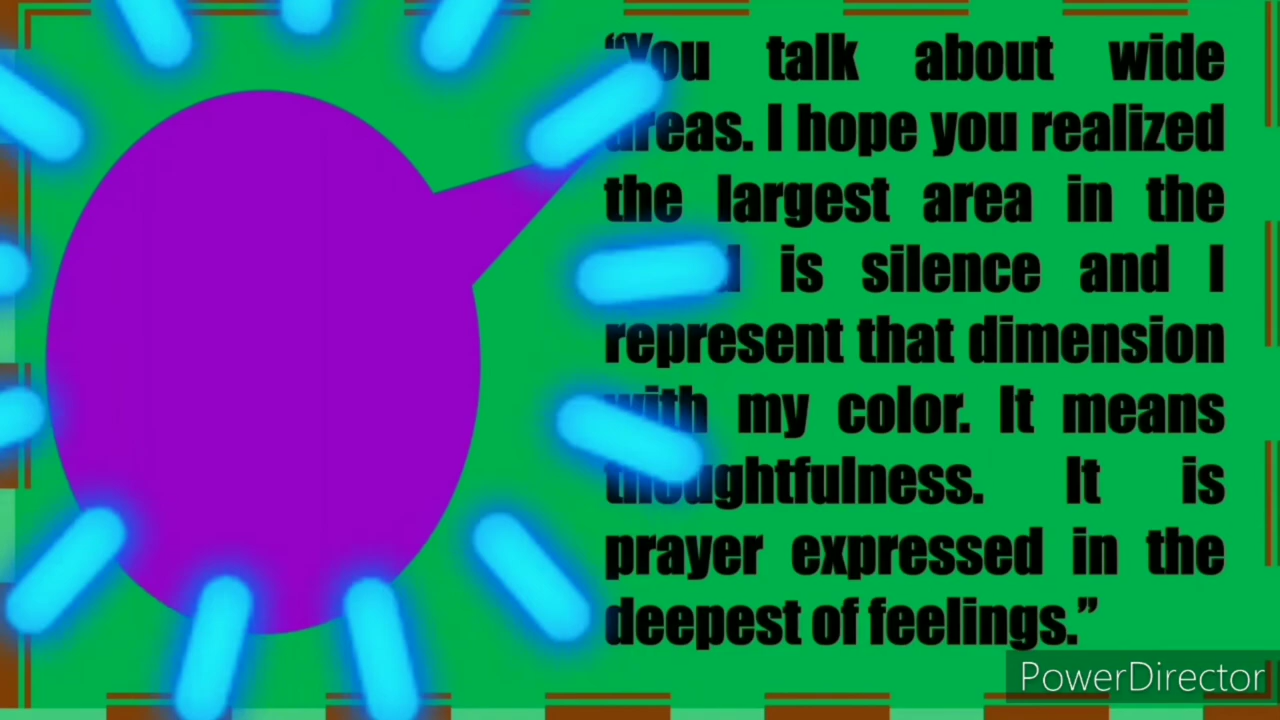 “You talk about wide
areas. I hope you realized
the largest area in the
is silence and I
represent that dimension
with my color. It means
thoughtfulness. It is
prayer expressed in the
deepest of feelings.”
PowerDirector